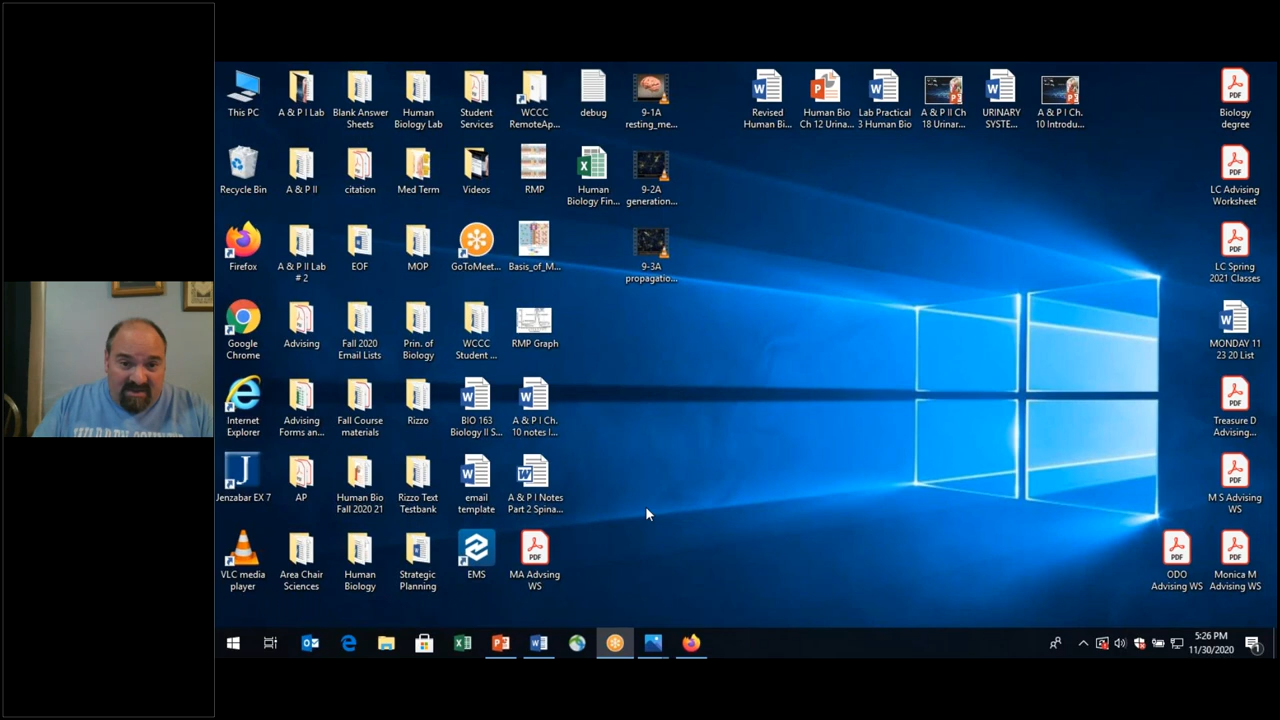 This PC
A & P I Lab
Blank Answer
Sheets
Human
Biology Lab
Student
Services
WCCC
RemoteAp...
debug
9-1A
resting_me...
Revised
Human Bi...
Human Bio
Ch 12 Urina...
Lab Practical
3 Human Bio
A & P II Ch
18 Urinar...
URINARY
SYSTE...
A & P I Ch.
10 Introdu...
Biology
degree
Recycle Bin
A & P II
citation
Med Term
Videos
RMP
Human
Biology Fin...
9-2A
generation...
LC Advising
Worksheet
Firefox
A & P II Lab
# 2
EOF
MOP
GoToMeet...
Basis_of_M...
9-3A
propagatio...
LC Spring
2021 Classes
Google
Chrome
Advising
Fall 2020
Email Lists
Prin. of
Biology
WCCC
Student ...
RMP Graph
MONDAY 11
23 20 List
Internet
Explorer
Advising
Forms an...
Fall Course
materials
Rizzo
BIO 163
Biology II S...
A & P I Ch.
10 notes I...
Treasure D
Advising...
Jenzabar EX 7
AP
Human Bio
Fall 2020 21
Rizzo Text
Testbank
email
template
A & P I Notes
Part 2 Spina...
M S Advising
WS
VLC media
player
Area Chair
Sciences
Human
Biology
Strategic
Planning
EMS
MA Advsing
WS
ODO
Advising WS
Monica M
Advising WS
5:26 PM
11/30/2020